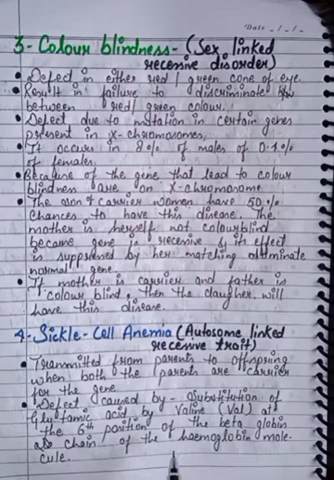 Date _/_/_
3- Colour blindness- (Sex linked
recessive disorder)
• Defect in either red / green cone of eye.
• Result in failure to discriminate b/w
between red/ green colour.
• Defect due to mutation in certain genes
present in X-chromosomes,
• It occurs in 8% of males of 0.4%
of females.
• Because of the gene that lead to colour
blindness are on X-chromosome
• The son of carrier women have 50%
chances to have this disease. The
mother is herself not colourblind
because gene is recessive & its effect
is suppressed by her matching dominate
normal gene.
• If mother is carrier and father is
colour blind, then the daugher will
have this disease.
4- Sickle-Cell Anemia (Autosome linked
recessive trait)
• Transmitted from parents to offspring
when both the parents are carrier
for the gene
• Defect caused by- substitution of
Glutamic acid by Valine (Val) at
the 6th position of the beta globin
chain of the haemoglobin mole-
cule.